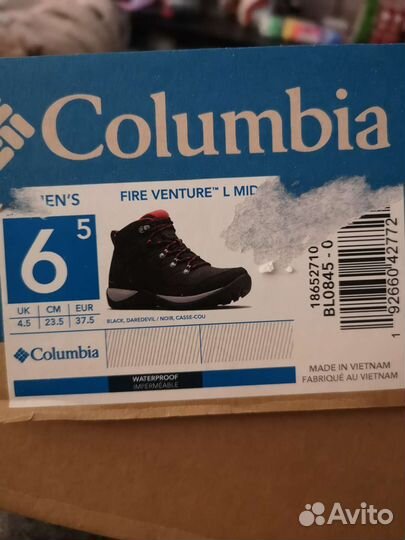 Columbia
EN'S FIRE VENTURE™ L MID
6 5
UK CM EUR
4.5 23.5 37.5
BLACK, DAREDEVIL / NOIR, CASSE-COU
Columbia
WATERPROOF
IMPERMÉABLE
18652710
BL0845 - 0
1 92660 42772
MADE IN VIETNAM
FABRIQUÉ AU VIETNAM
Avito